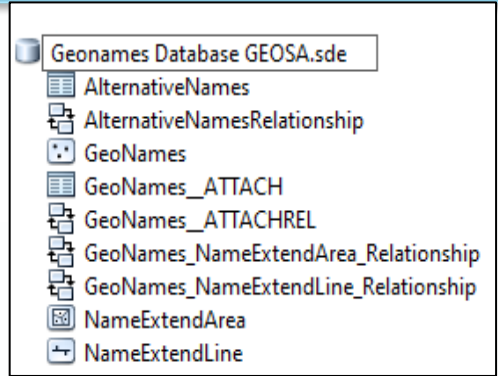 Geonames Database GEOSA.sde
AlternativeNames
AlternativeNamesRelationship
GeoNames
GeoNames__ATTACH
GeoNames__ATTACHREL
GeoNames_NameExtendArea_Relationship
GeoNames_NameExtendLine_Relationship
NameExtendArea
NameExtendLine